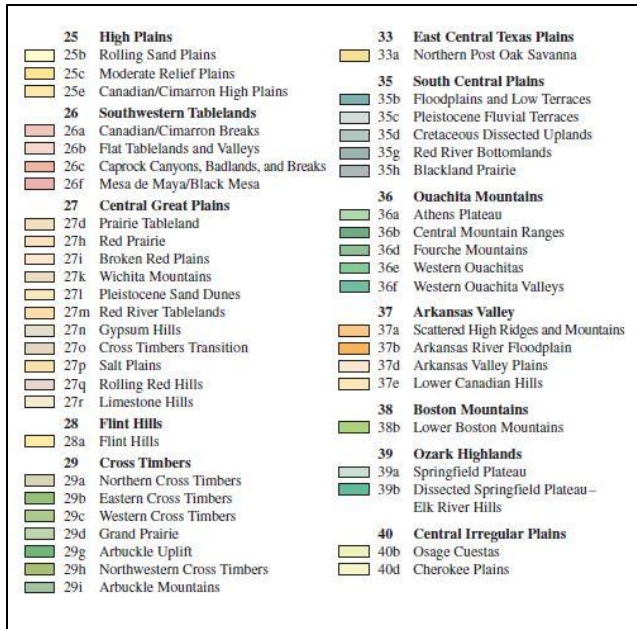 25 High Plains
25b Rolling Sand Plains
25c Moderate Relief Plains
25e Canadian/Cimarron High Plains
26 Southwestern Tablelands
26a Canadian/Cimarron Breaks
26b Flat Tablelands and Valleys
26c Caprock Canyons, Badlands, and Breaks
26f Mesa de Maya/Black Mesa
27 Central Great Plains
27d Prairie Tableland
27h Red Prairie
27i Broken Red Plains
27k Wichita Mountains
27l Pleistocene Sand Dunes
27m Red River Tablelands
27n Gypsum Hills
27o Cross Timbers Transition
27p Salt Plains
27q Rolling Red Hills
27r Limestone Hills
28 Flint Hills
28a Flint Hills
29 Cross Timbers
29a Northern Cross Timbers
29b Eastern Cross Timbers
29c Western Cross Timbers
29d Grand Prairie
29g Arbuckle Uplift
29h Northwestern Cross Timbers
29i Arbuckle Mountains
33 East Central Texas Plains
33a Northern Post Oak Savanna
35 South Central Plains
35b Floodplains and Low Terraces
35c Pleistocene Fluvial Terraces
35d Cretaceous Dissected Uplands
35g Red River Bottomlands
35h Blackland Prairie
36 Ouachita Mountains
36a Athens Plateau
36b Central Mountain Ranges
36d Fourche Mountains
36e Western Ouachitas
36f Western Ouachita Valleys
37 Arkansas Valley
37a Scattered High Ridges and Mountains
37b Arkansas River Floodplain
37d Arkansas Valley Plains
37e Lower Canadian Hills
38 Boston Mountains
38b Lower Boston Mountains
39 Ozark Highlands
39a Springfield Plateau
39b Dissected Springfield Plateau–
Elk River Hills
40 Central Irregular Plains
40b Osage Cuestas
40d Cherokee Plains